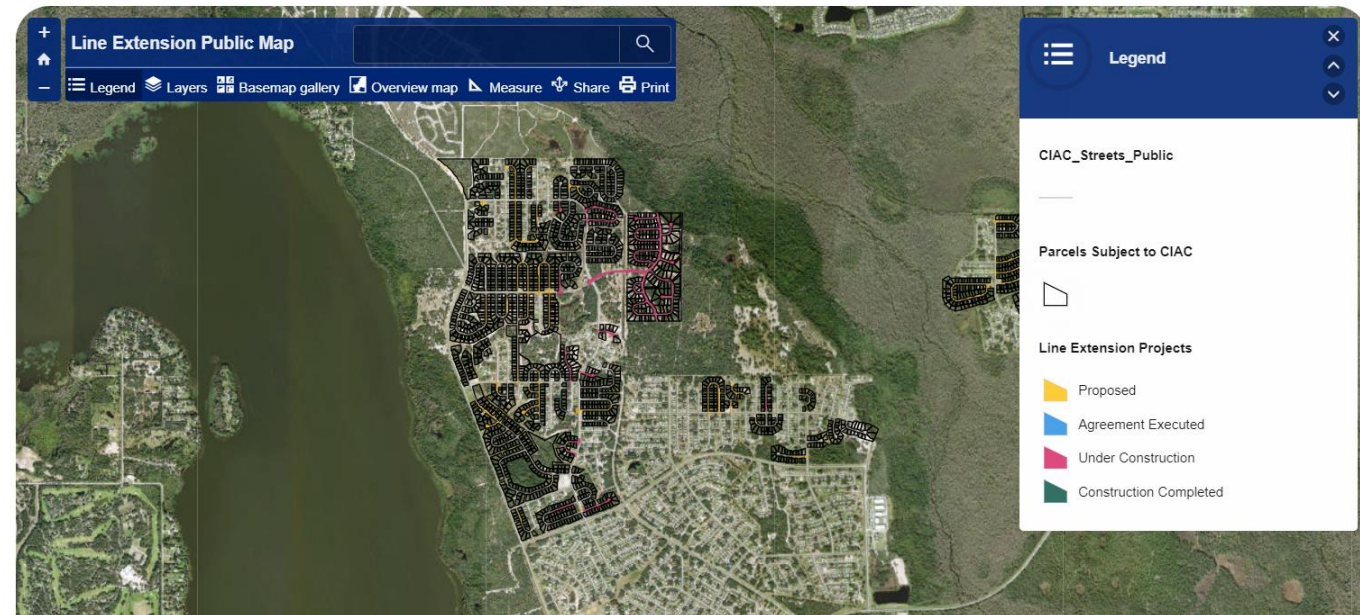 +
Line Extension Public Map
−
Legend Layers Basemap gallery Overview map Measure Share Print
Legend
CIAC_Streets_Public
Parcels Subject to CIAC
Line Extension Projects
Proposed
Agreement Executed
Under Construction
Construction Completed